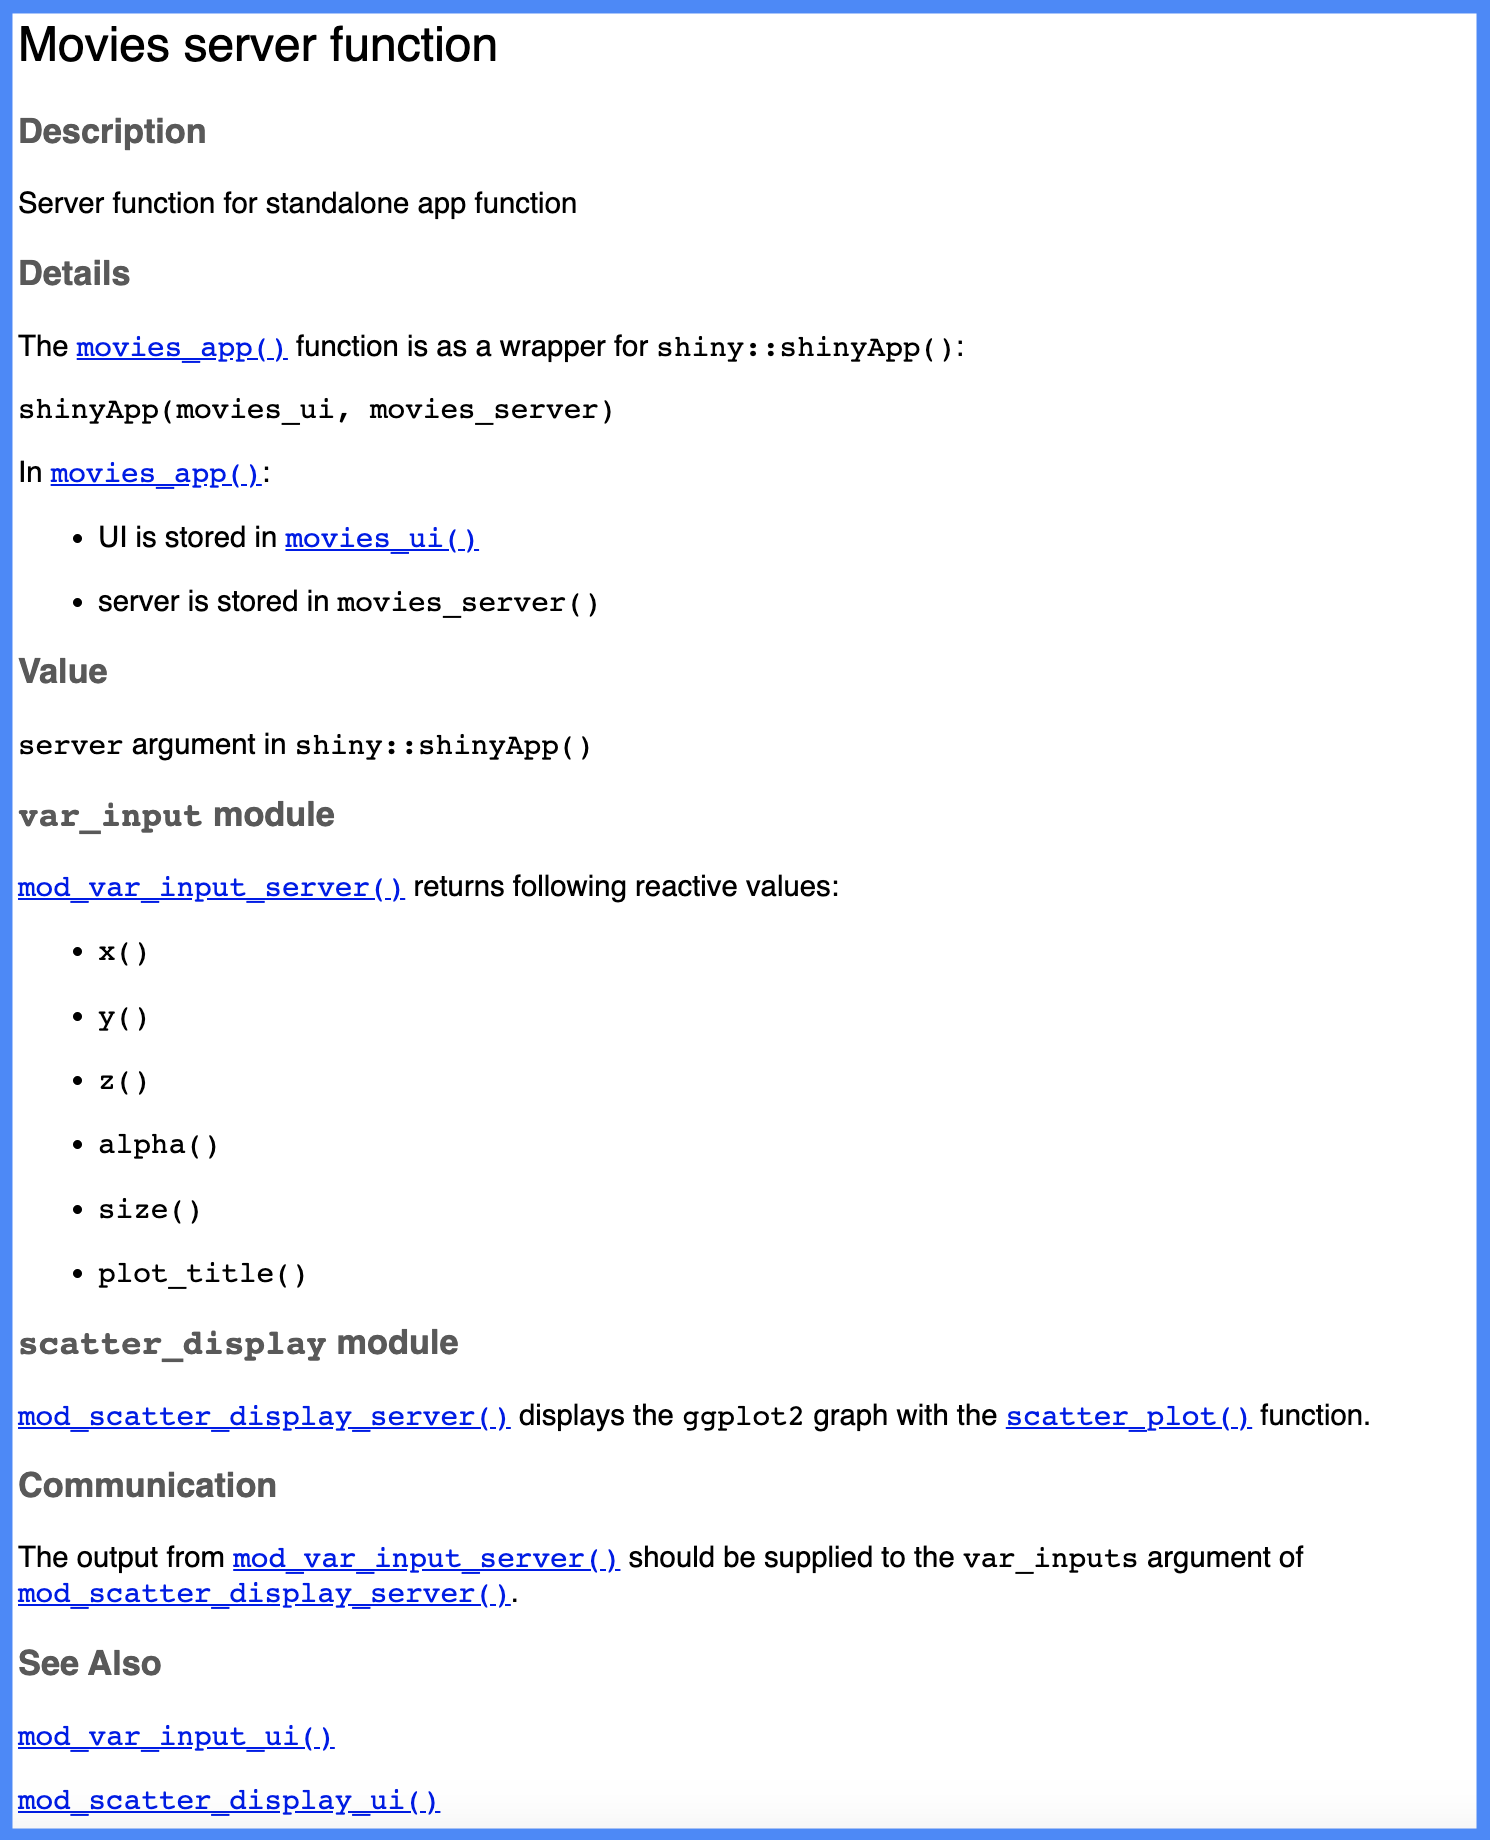 Movies server function
Description
Server function for standalone app function
Details
The movies_app() function is as a wrapper for shiny::shinyApp():
shinyApp(movies_ui, movies_server)
In movies_app():
• UI is stored in movies_ui()
• server is stored in movies_server()
Value
server argument in shiny::shinyApp()
var_input module
mod_var_input_server() returns following reactive values:
• x()
• y()
• z()
• alpha()
• size()
• plot_title()
scatter_display module
mod_scatter_display_server() displays the ggplot2 graph with the scatter_plot() function.
Communication
The output from mod_var_input_server() should be supplied to the var_inputs argument of
mod_scatter_display_server().
See Also
mod_var_input_ui()
mod_scatter_display_ui()